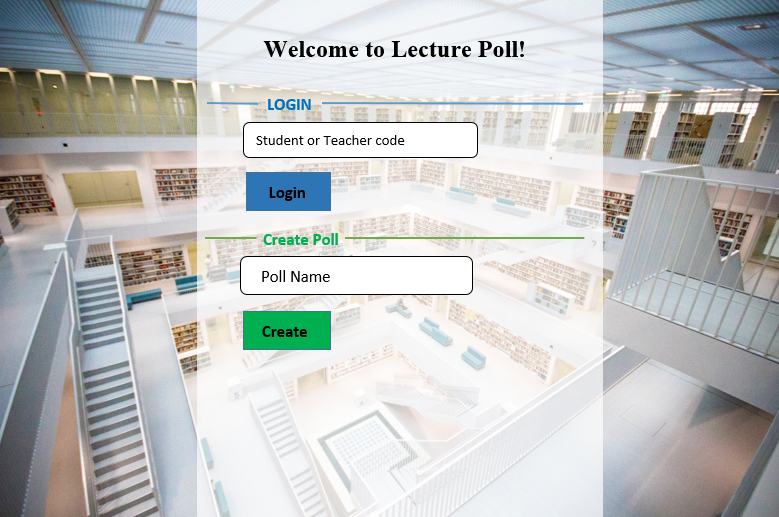 Welcome to Lecture Poll!
LOGIN
Student or Teacher code
Login
Create Poll
Poll Name
Create